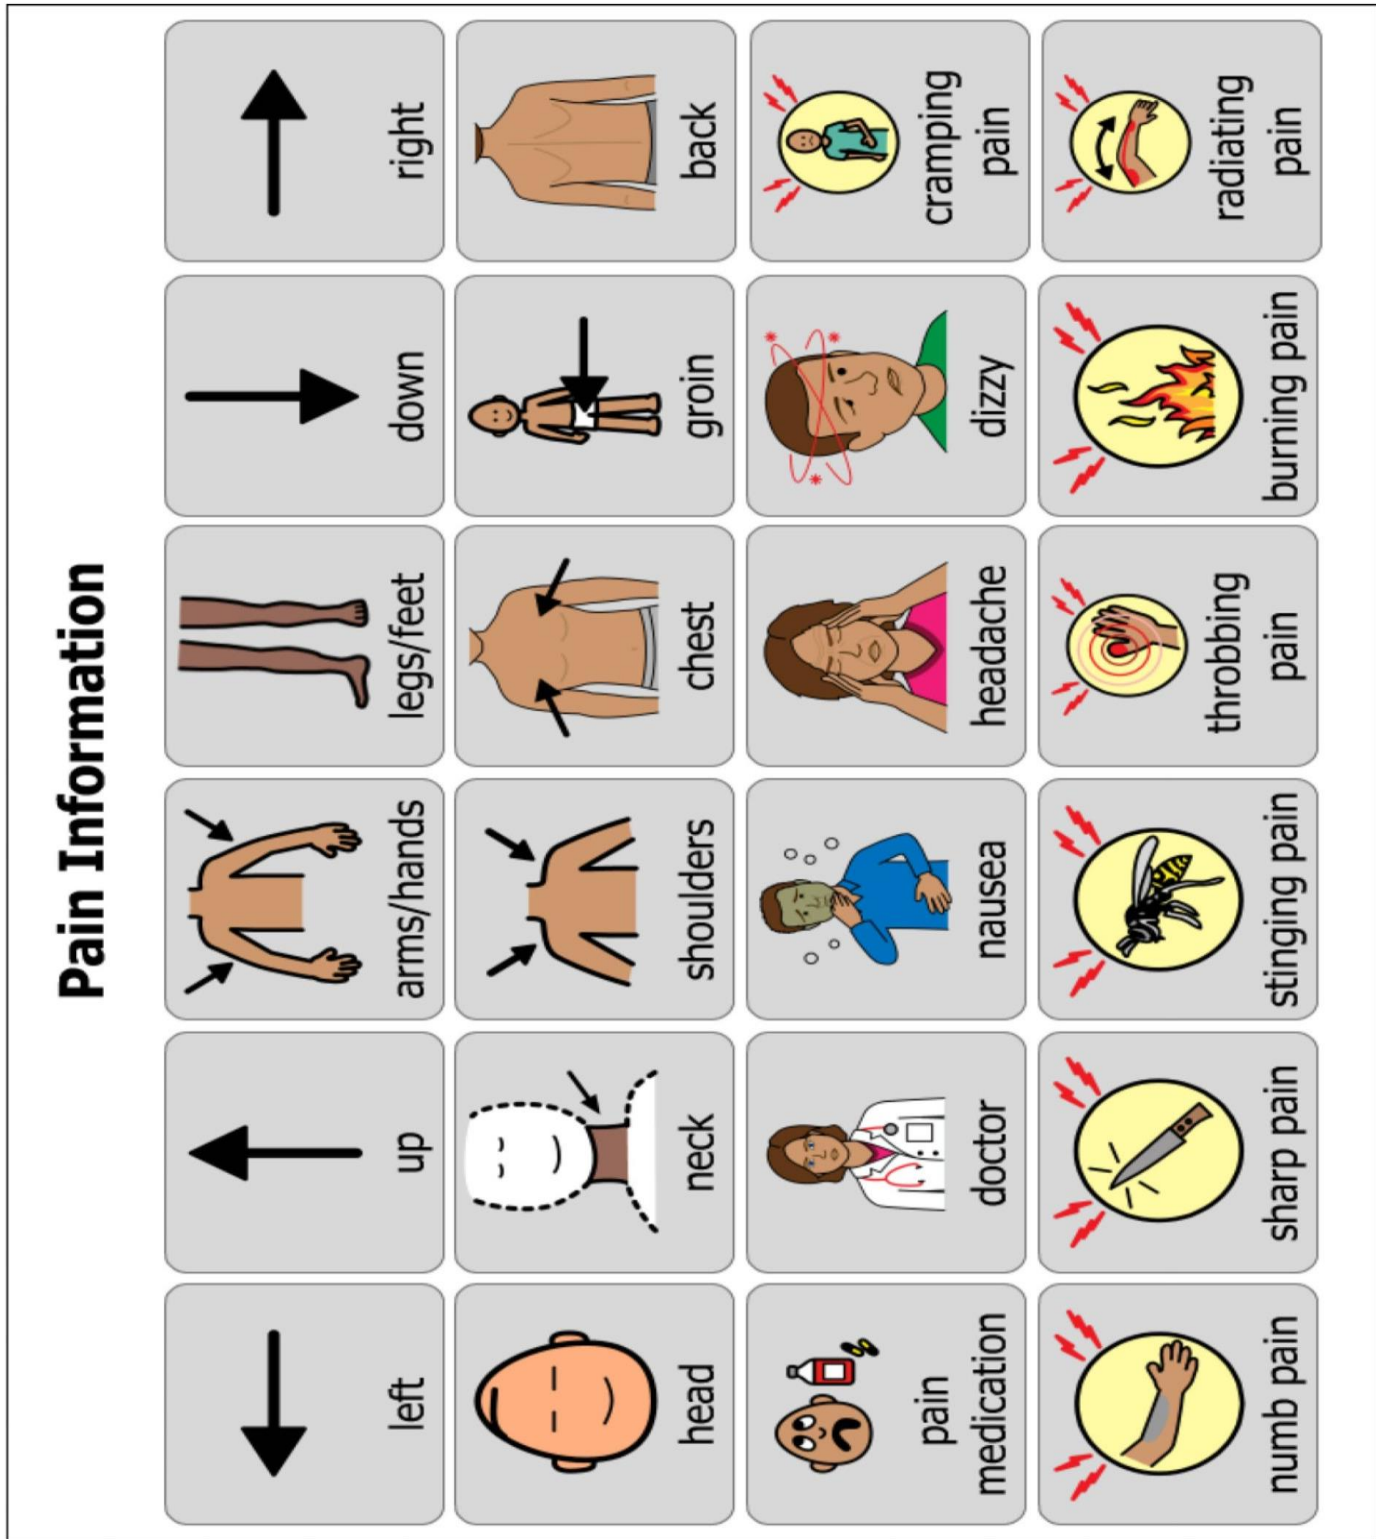 Pain Information
left
up
arms/hands
legs/feet
down
right
head
neck
shoulders
chest
groin
back
pain
medication
doctor
nausea
headache
dizzy
cramping
pain
numb pain
sharp pain
stinging pain
throbbing
pain
burning pain
radiating
pain